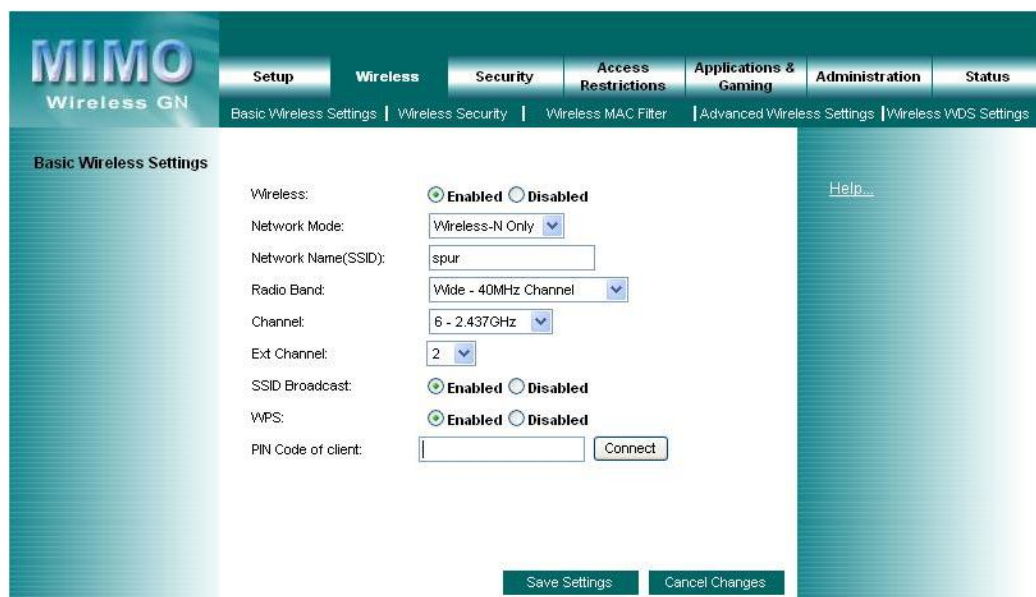 MIMO
Wireless GN
Setup Wireless Security Access Restrictions Applications & Gaming Administration Status
Basic Wireless Settings | Wireless Security | Wireless MAC Filter | Advanced Wireless Settings | Wireless WDS Settings
Basic Wireless Settings
Help...
Wireless: Enabled Disabled
Network Mode: Wireless-N Only
Network Name(SSID): spur
Radio Band: Wide - 40MHz Channel
Channel: 6 - 2.437GHz
Ext Channel: 2
SSID Broadcast: Enabled Disabled
WPS: Enabled Disabled
PIN Code of client: Connect
Save Settings Cancel Changes